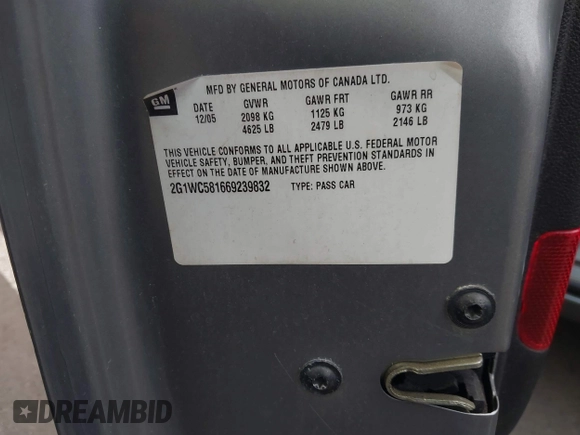 MFD BY GENERAL MOTORS OF CANADA LTD.
GM
DATE GVWR GAWR FRT GAWR RR
12/05 2098 KG 1125 KG 973 KG
4625 LB 2479 LB 2146 LB
THIS VEHICLE CONFORMS TO ALL APPLICABLE U.S. FEDERAL MOTOR
VEHICLE SAFETY, BUMPER, AND THEFT PREVENTION STANDARDS IN
EFFECT ON THE DATE OF MANUFACTURE SHOWN ABOVE.
2G1WC581669239832 TYPE: PASS CAR
DREAMBID